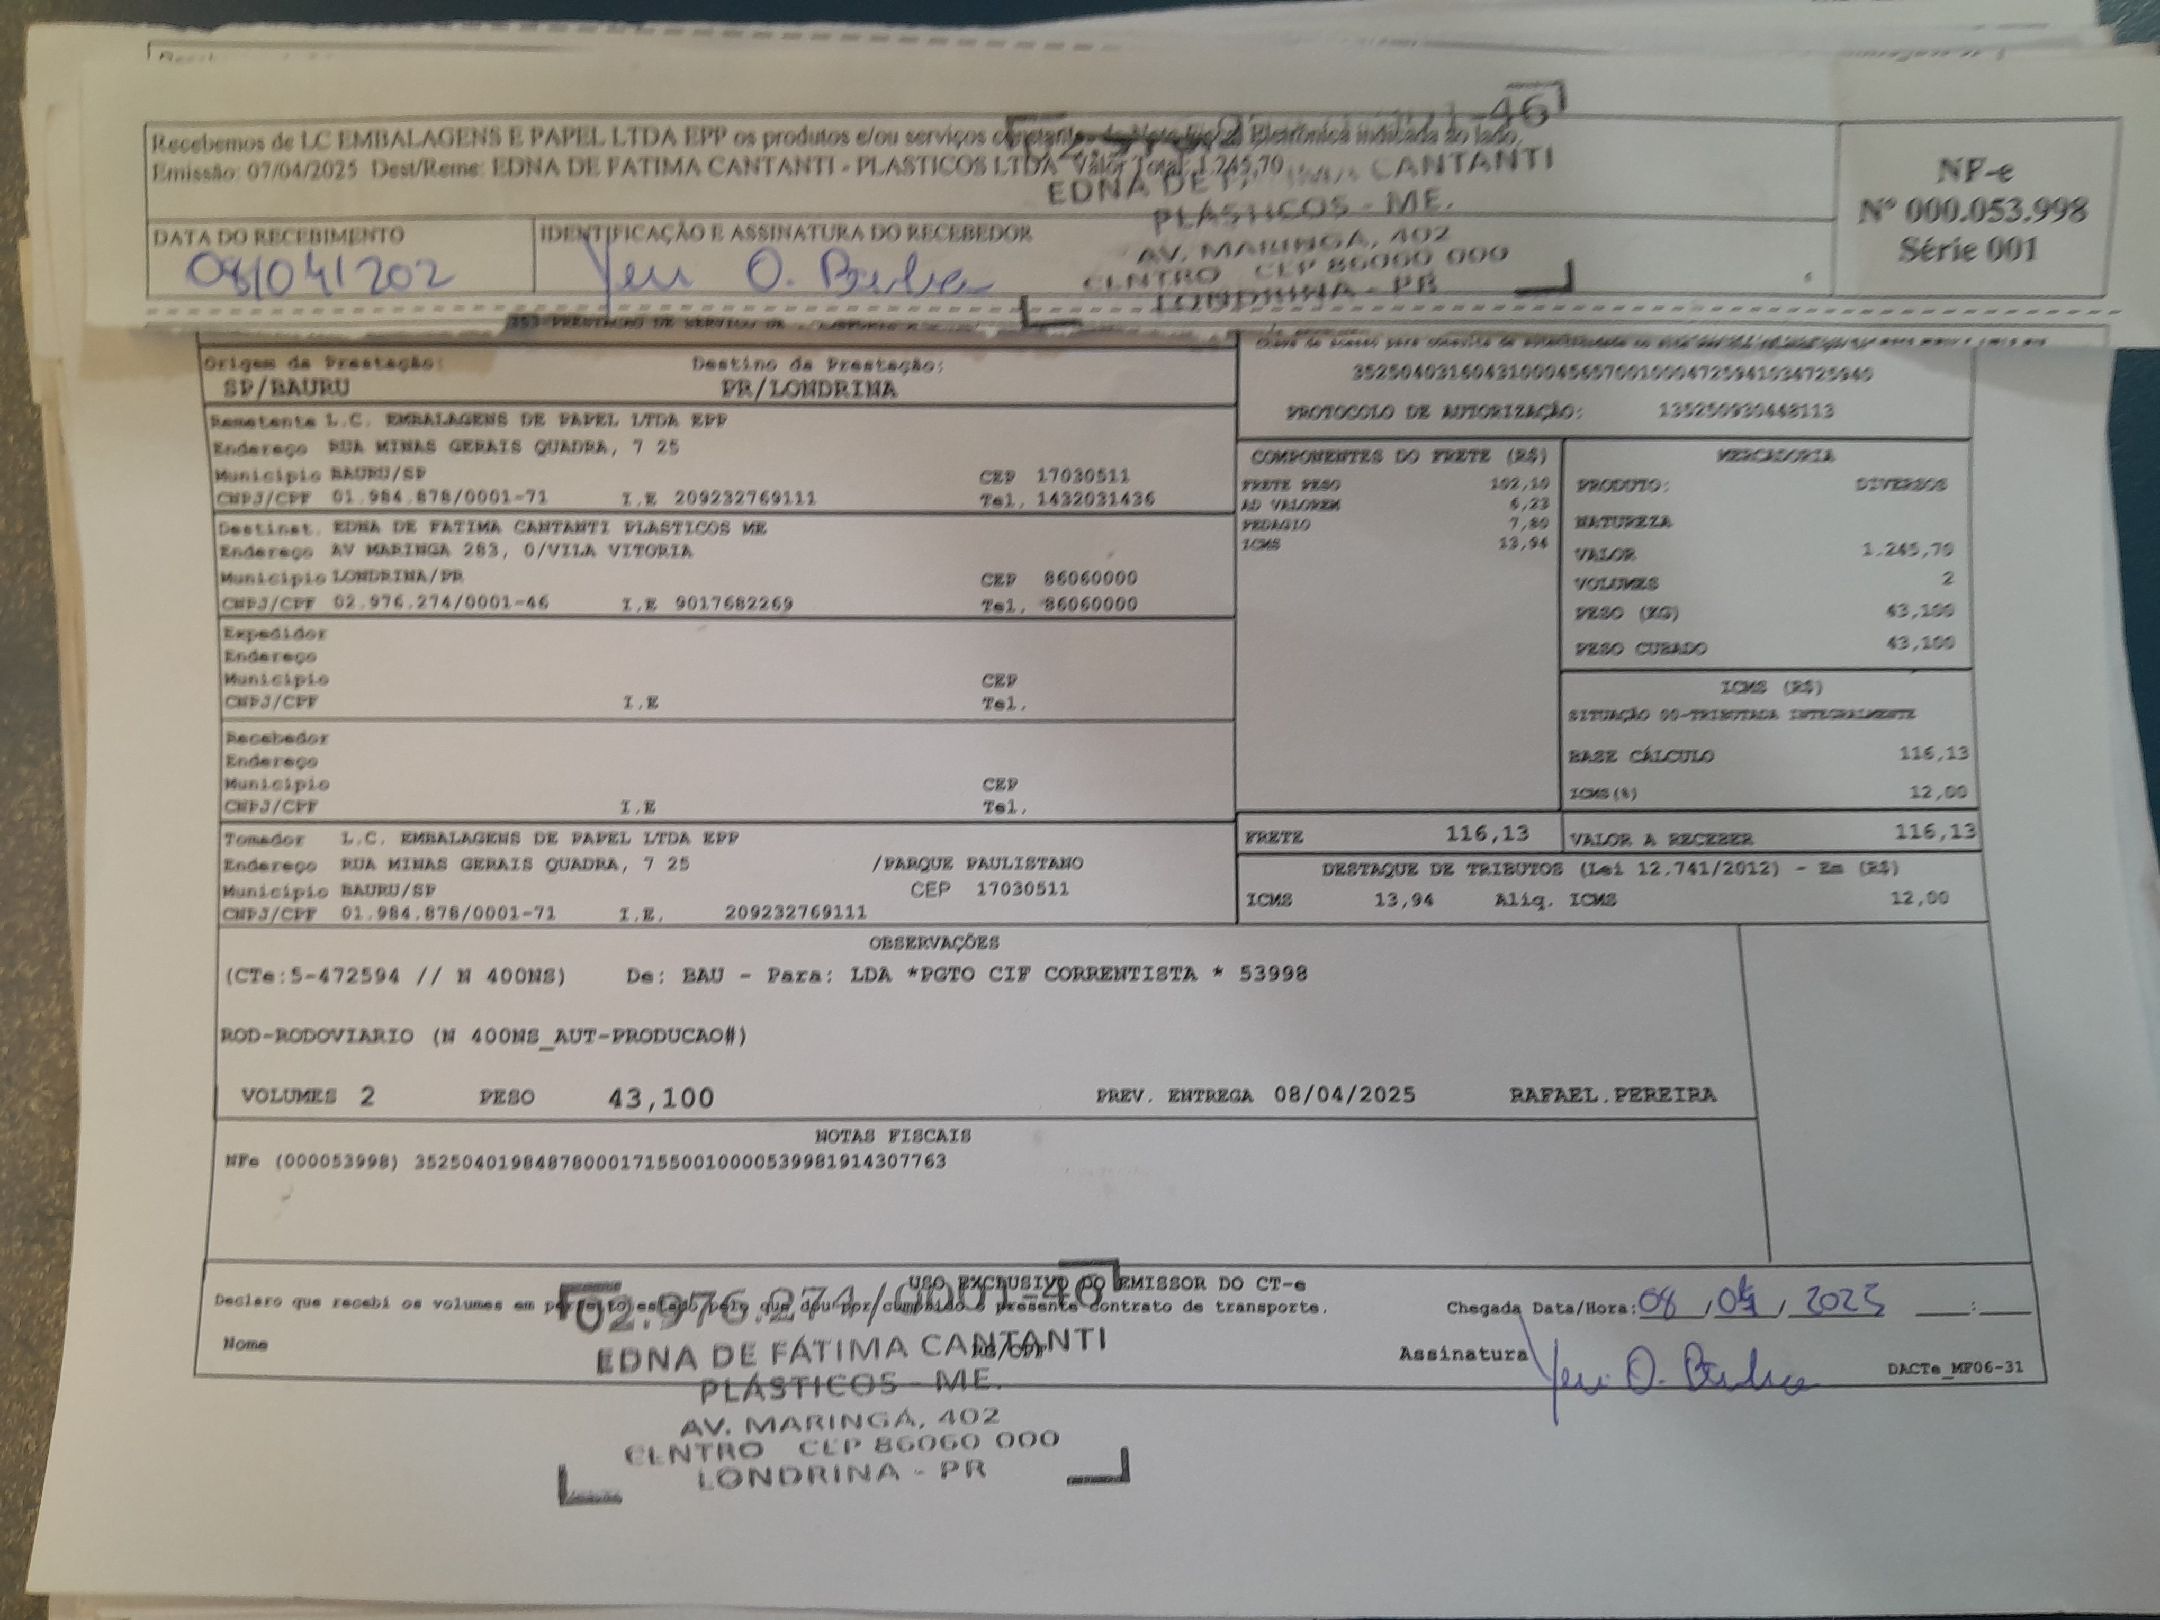 Recebemos de LC EMBALAGENS E PAPEL LTDA EPP os produtos e/ou serviços indicada ao lado.
Emissão: 07/04/2025 Dest/Reme: EDNA DE FATIMA CANTANTI - PLASTICOS LTDA Valor Total: 1.245,70
EDNA DE FATIMA CANTANTI
PLÁSTICOS - ME.
AV. MARINGÁ, 402
CENTRO CEP 86060 000
LONDRINA - PR
NF-e
Nº 000.053.998
Série 001
DATA DO RECEBIMENTO
08/04/202
IDENTIFICAÇÃO E ASSINATURA DO RECEBEDOR
Origem da Prestação:
SP/BAURU
Destino da Prestação:
PR/LONDRINA
PROTOCOLO DE AUTORIZAÇÃO: 135250930448113
Remetente L.C. EMBALAGENS DE PAPEL LTDA EPP
Endereço RUA MINAS GERAIS QUADRA, 7 25
Município BAURU/SP CEP 17030511
CNPJ/CPF 01.984.878/0001-71 I.E 209232769111 Tel. 1432031436
Destinat. EDNA DE FATIMA CANTANTI PLASTICOS ME
Endereço AV MARINGA 283, 0/VILA VITORIA
Município LONDRINA/PR CEP 86060000
CNPJ/CPF 02.976.274/0001-46 I.E 9017682269 Tel. 86060000
Expedidor
Endereço
Município CEP
CNPJ/CPF I.E Tel.
Recebedor
Endereço
Município CEP
CNPJ/CPF I.E Tel.
Tomador L.C. EMBALAGENS DE PAPEL LTDA EPP
Endereço RUA MINAS GERAIS QUADRA, 7 25 /PARQUE PAULISTANO
Município BAURU/SP CEP 17030511
CNPJ/CPF 01.984.878/0001-71 I.E. 209232769111
COMPONENTES DO FRETE (R$)
FRETE PESO 102,10
AD VALOREM 6,23
PEDAGIO 7,80
ICMS 13,94
MERCADORIA
PRODUTO: DIVERSOS
NATUREZA
VALOR 1.245,70
VOLUMES 2
PESO (KG) 43,100
PESO CUBADO 43,100
ICMS (R$)
SITUAÇÃO 00-TRIBUTADA INTEGRALMENTE
BASE CÁLCULO 116,13
ICMS(%) 12,00
FRETE 116,13
VALOR A RECEBER 116,13
DESTAQUE DE TRIBUTOS (Lei 12.741/2012) - Em (R$)
ICMS 13,94 Aliq. ICMS 12,00
OBSERVAÇÕES
(CTe:5-472594 // N 400NS) De: BAU - Para: LDA *PGTO CIF CORRENTISTA * 53998
ROD-RODOVIARIO (N 400NS_AUT-PRODUCAO#)
VOLUMES 2 PESO 43,100 PREV. ENTREGA 08/04/2025 RAFAEL.PEREIRA
NOTAS FISCAIS
NFe (000053998) 35250401984878000171550010000539981914307763
USO EXCLUSIVO DO EMISSOR DO CT-e
Declaro que recebi os volumes em perfeito estado pelo que dou por cumprido o presente contrato de transporte.
Chegada Data/Hora: 08/04/2025 __:__
Nome
RG/CPF
Assinatura
DACTe_MF06-31
02.976.274/0001-46
EDNA DE FÁTIMA CANTANTI
PLÁSTICOS - ME.
AV. MARINGÁ, 402
CENTRO CEP 86060 000
LONDRINA - PR